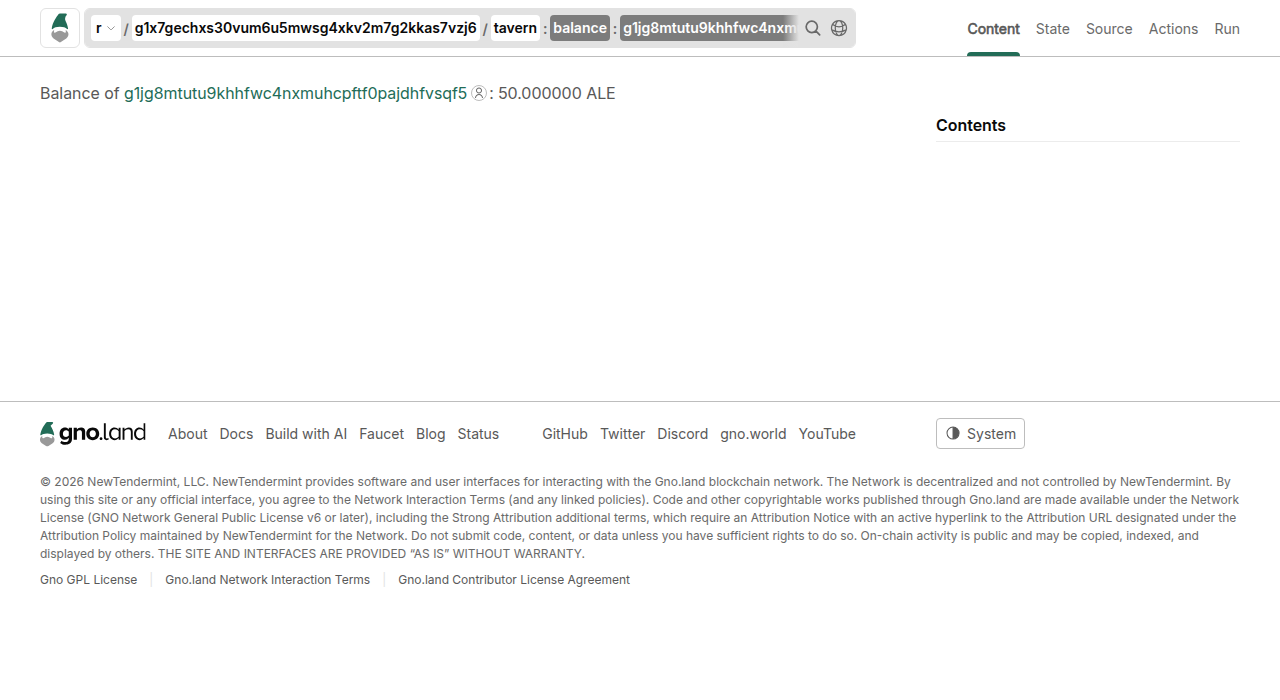 r / g1x7gechxs30vum6u5mwsg4xkv2m7g2kkas7vzj6 / tavern : balance : g1jg8mtutu9khhfwc4nxm
Content State Source Actions Run
Balance of g1jg8mtutu9khhfwc4nxmuhcpftf0pajdhfvsqf5 : 50.000000 ALE
Contents
gno.land About Docs Build with AI Faucet Blog Status GitHub Twitter Discord gno.world YouTube System
© 2026 NewTendermint, LLC. NewTendermint provides software and user interfaces for interacting with the Gno.land blockchain network. The Network is decentralized and not controlled by NewTendermint. By
using this site or any official interface, you agree to the Network Interaction Terms (and any linked policies). Code and other copyrightable works published through Gno.land are made available under the Network
License (GNO Network General Public License v6 or later), including the Strong Attribution additional terms, which require an Attribution Notice with an active hyperlink to the Attribution URL designated under the
Attribution Policy maintained by NewTendermint for the Network. Do not submit code, content, or data unless you have sufficient rights to do so. On-chain activity is public and may be copied, indexed, and
displayed by others. THE SITE AND INTERFACES ARE PROVIDED “AS IS” WITHOUT WARRANTY.
Gno GPL License Gno.land Network Interaction Terms Gno.land Contributor License Agreement